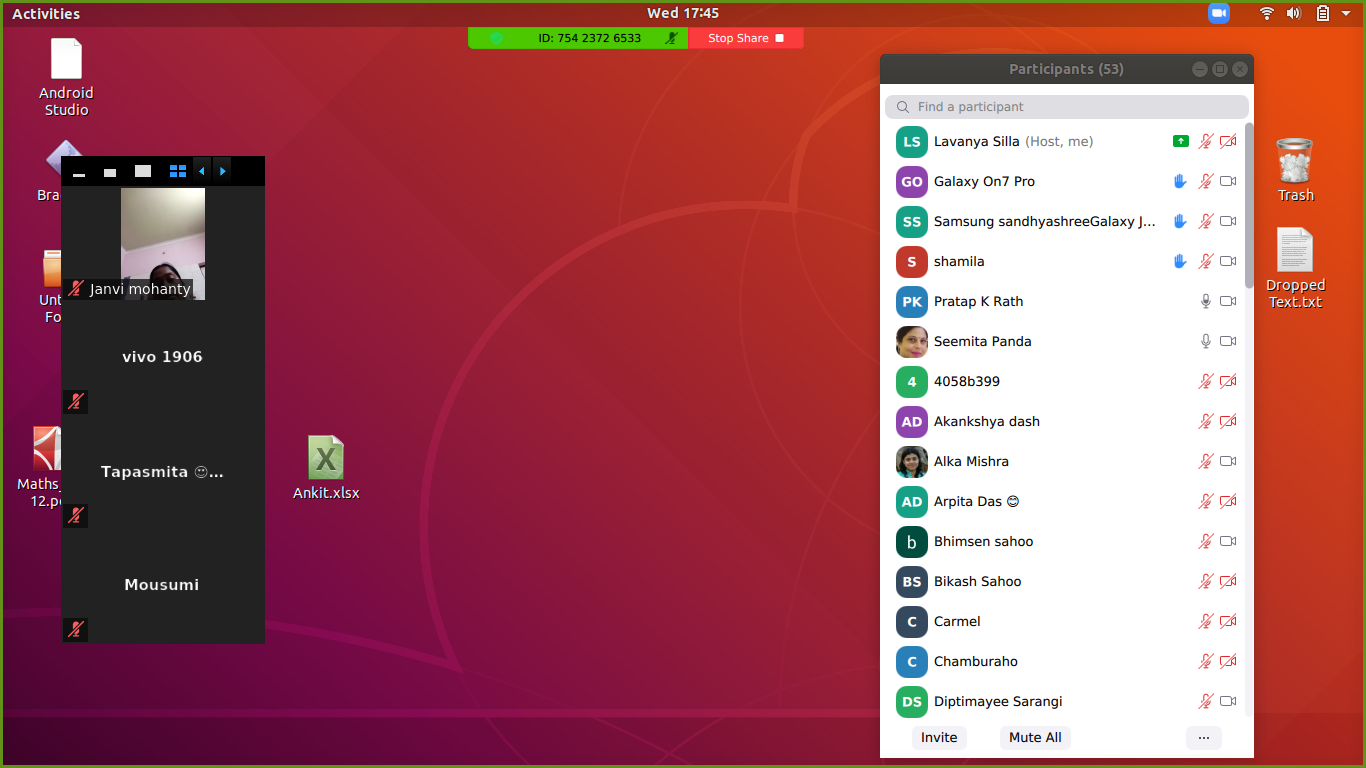 Activities
Wed 17:45
ID: 754 2372 6533
Stop Share
Android
Studio
Bra
Unt
Fo
Maths_
12.p
Janvi mohanty
vivo 1906
Tapasmita 😍...
Mousumi
X
Ankit.xlsx
Participants (53)
Find a participant
LS Lavanya Silla (Host, me)
GO Galaxy On7 Pro
SS Samsung sandhyashreeGalaxy J...
S shamila
PK Pratap K Rath
Seemita Panda
4 4058b399
AD Akankshya dash
Alka Mishra
AD Arpita Das 😊
b Bhimsen sahoo
BS Bikash Sahoo
C Carmel
C Chamburaho
DS Diptimayee Sarangi
Invite
Mute All
...
Trash
Dropped
Text.txt